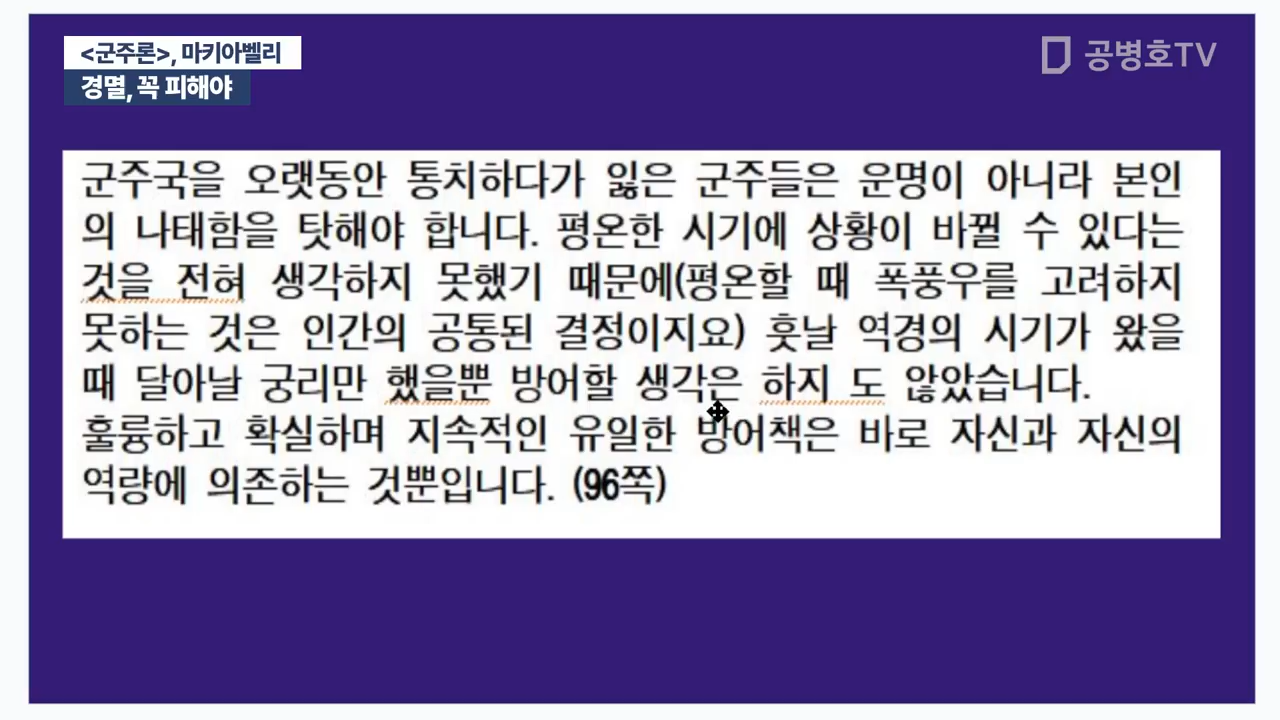 <군주론>, 마키아벨리
경멸, 꼭 피해야
공병호TV
군주국을 오랫동안 통치하다가 잃은 군주들은 운명이 아니라 본인
의 나태함을 탓해야 합니다. 평온한 시기에 상황이 바뀔 수 있다는
것을 전혀 생각하지 못했기 때문에(평온할 때 폭풍우를 고려하지
못하는 것은 인간의 공통된 결정이지요) 훗날 역경의 시기가 왔을
때 달아날 궁리만 했을뿐 방어할 생각은 하지 도 않았습니다.
훌륭하고 확실하며 지속적인 유일한 방어책은 바로 자신과 자신의
역량에 의존하는 것뿐입니다. (96쪽)